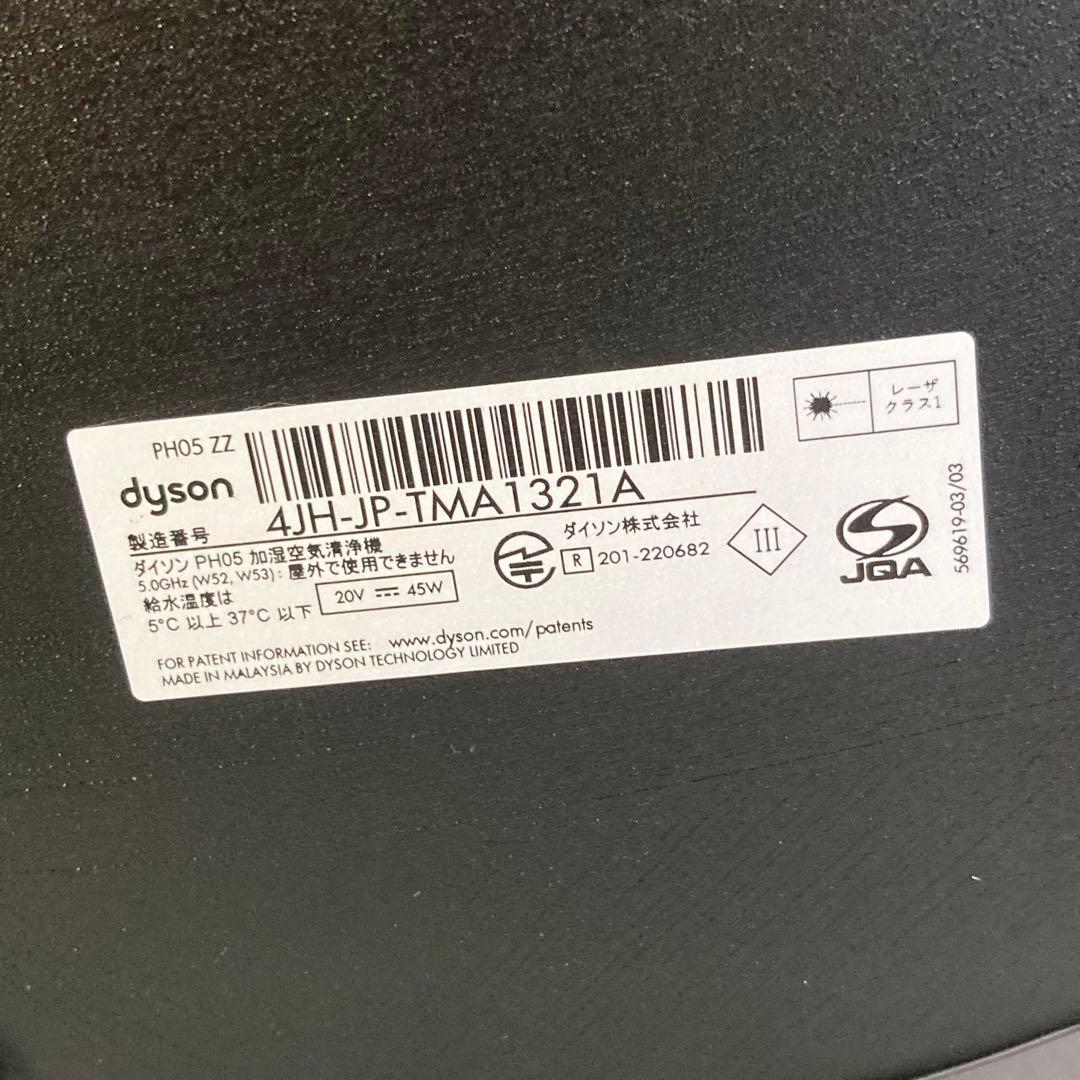 PH05 ZZ
dyson
製造番号 4JH-JP-TMA1321A
ダイソン PH05 加湿空気清浄機
5.0GHz (W52, W53): 屋外で使用できません
給水温度は
5°C 以上 37°C 以下
20V ⎓ 45W
ダイソン株式会社
R 201-220682
III
JQA
レーザ
クラス1
569619-03/03
FOR PATENT INFORMATION SEE: www.dyson.com/patents
MADE IN MALAYSIA BY DYSON TECHNOLOGY LIMITED